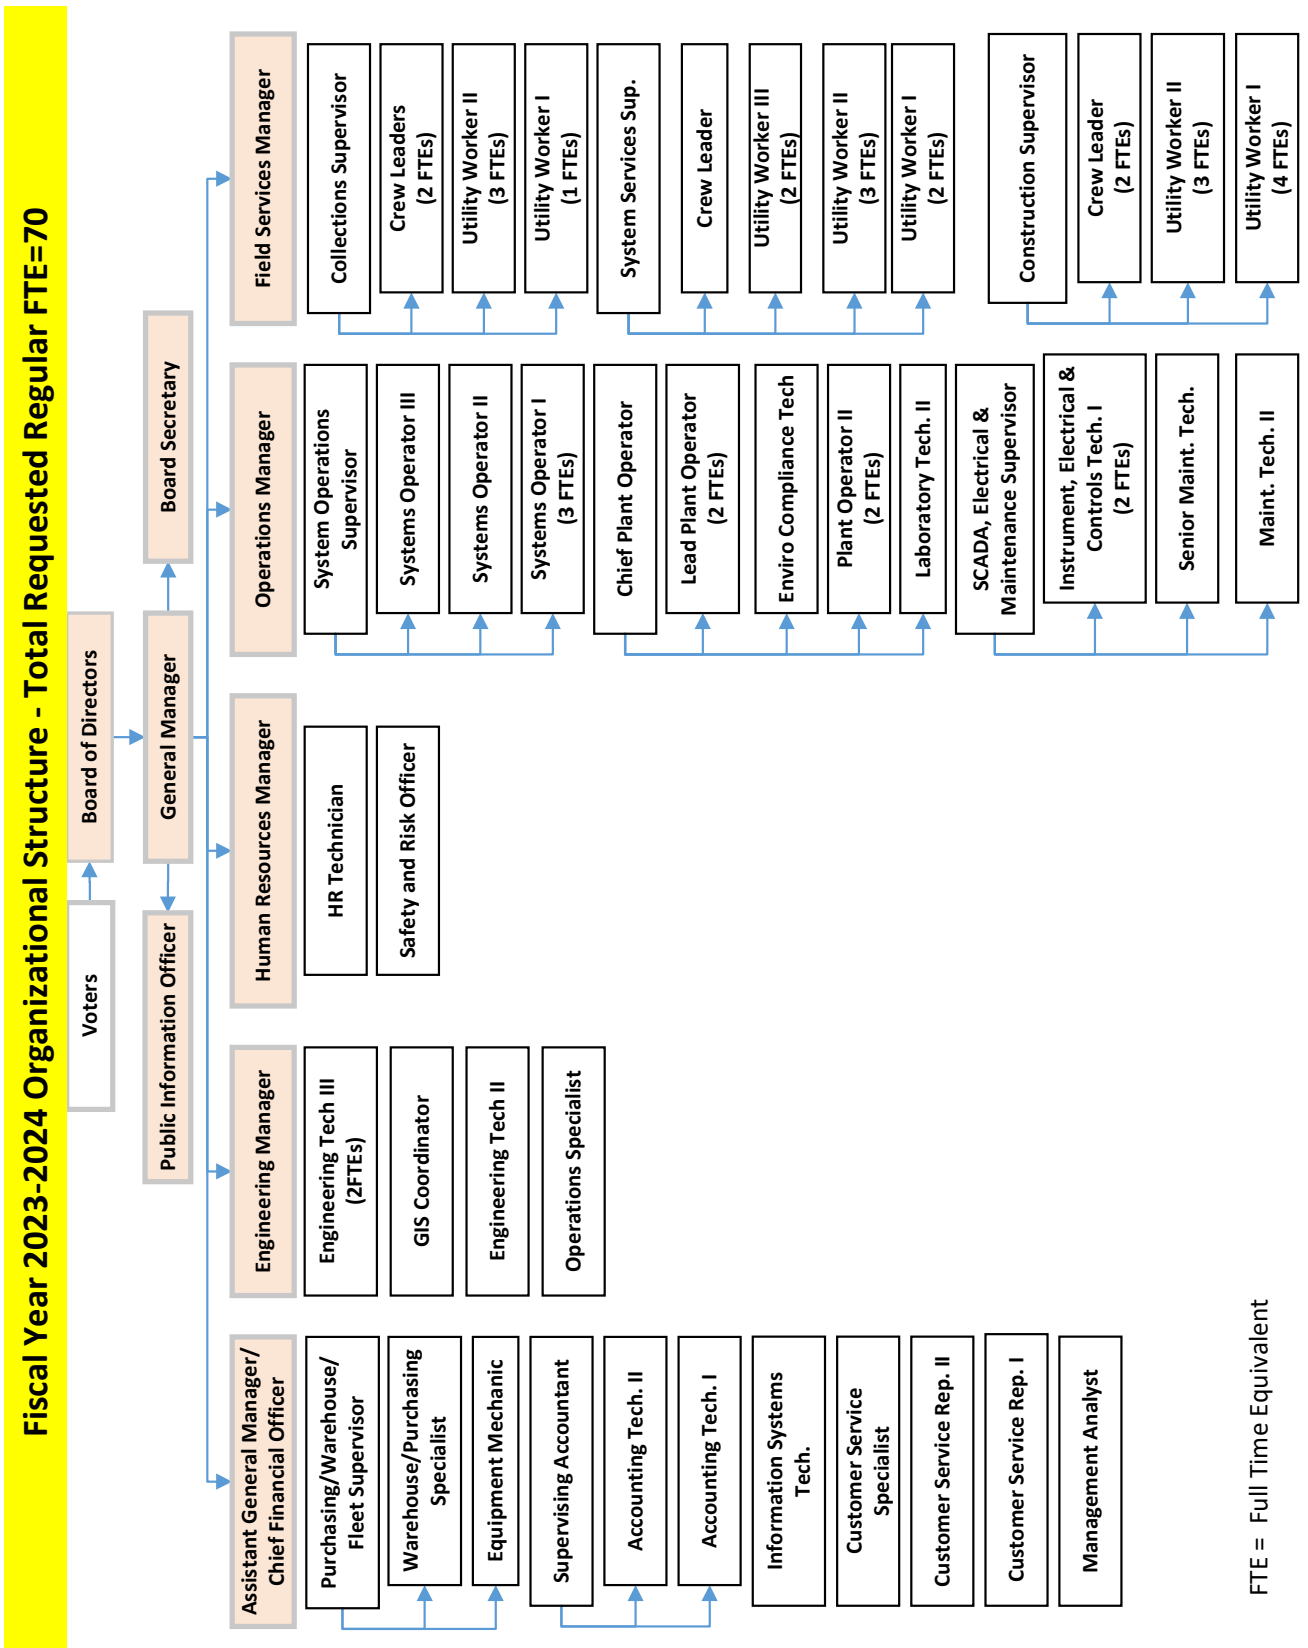 Fiscal Year 2023-2024 Organizational Structure - Total Requested Regular FTE=70
Voters
Board of Directors
Public Information Officer
General Manager
Board Secretary
Assistant General Manager/
Chief Financial Officer
Purchasing/Warehouse/
Fleet Supervisor
Warehouse/Purchasing
Specialist
Equipment Mechanic
Supervising Accountant
Accounting Tech. II
Accounting Tech. I
Information Systems
Tech.
Customer Service
Specialist
Customer Service Rep. II
Customer Service Rep. I
Management Analyst
Engineering Manager
Engineering Tech III
(2FTEs)
GIS Coordinator
Engineering Tech II
Operations Specialist
Human Resources Manager
HR Technician
Safety and Risk Officer
Operations Manager
System Operations
Supervisor
Systems Operator III
Systems Operator II
Systems Operator I
(3 FTEs)
Chief Plant Operator
Lead Plant Operator
(2 FTEs)
Enviro Compliance Tech
Plant Operator II
(2 FTEs)
Laboratory Tech. II
SCADA, Electrical &
Maintenance Supervisor
Instrument, Electrical &
Controls Tech. I
(2 FTEs)
Senior Maint. Tech.
Maint. Tech. II
Field Services Manager
Collections Supervisor
Crew Leaders
(2 FTEs)
Utility Worker II
(3 FTEs)
Utility Worker I
(1 FTEs)
System Services Sup.
Crew Leader
Utility Worker III
(2 FTEs)
Utility Worker II
(3 FTEs)
Utility Worker I
(2 FTEs)
Construction Supervisor
Crew Leader
(2 FTEs)
Utility Worker II
(3 FTEs)
Utility Worker I
(4 FTEs)
FTE = Full Time Equivalent